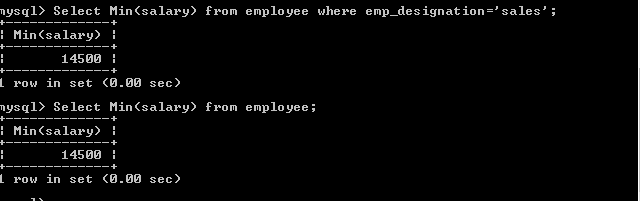 mysql> Select Min(salary) from employee where emp_designation='sales';
+-------------+
| Min(salary) |
+-------------+
|       14500 |
+-------------+
1 row in set (0.00 sec)
mysql> Select Min(salary) from employee;
+-------------+
| Min(salary) |
+-------------+
|       14500 |
+-------------+
1 row in set (0.00 sec)